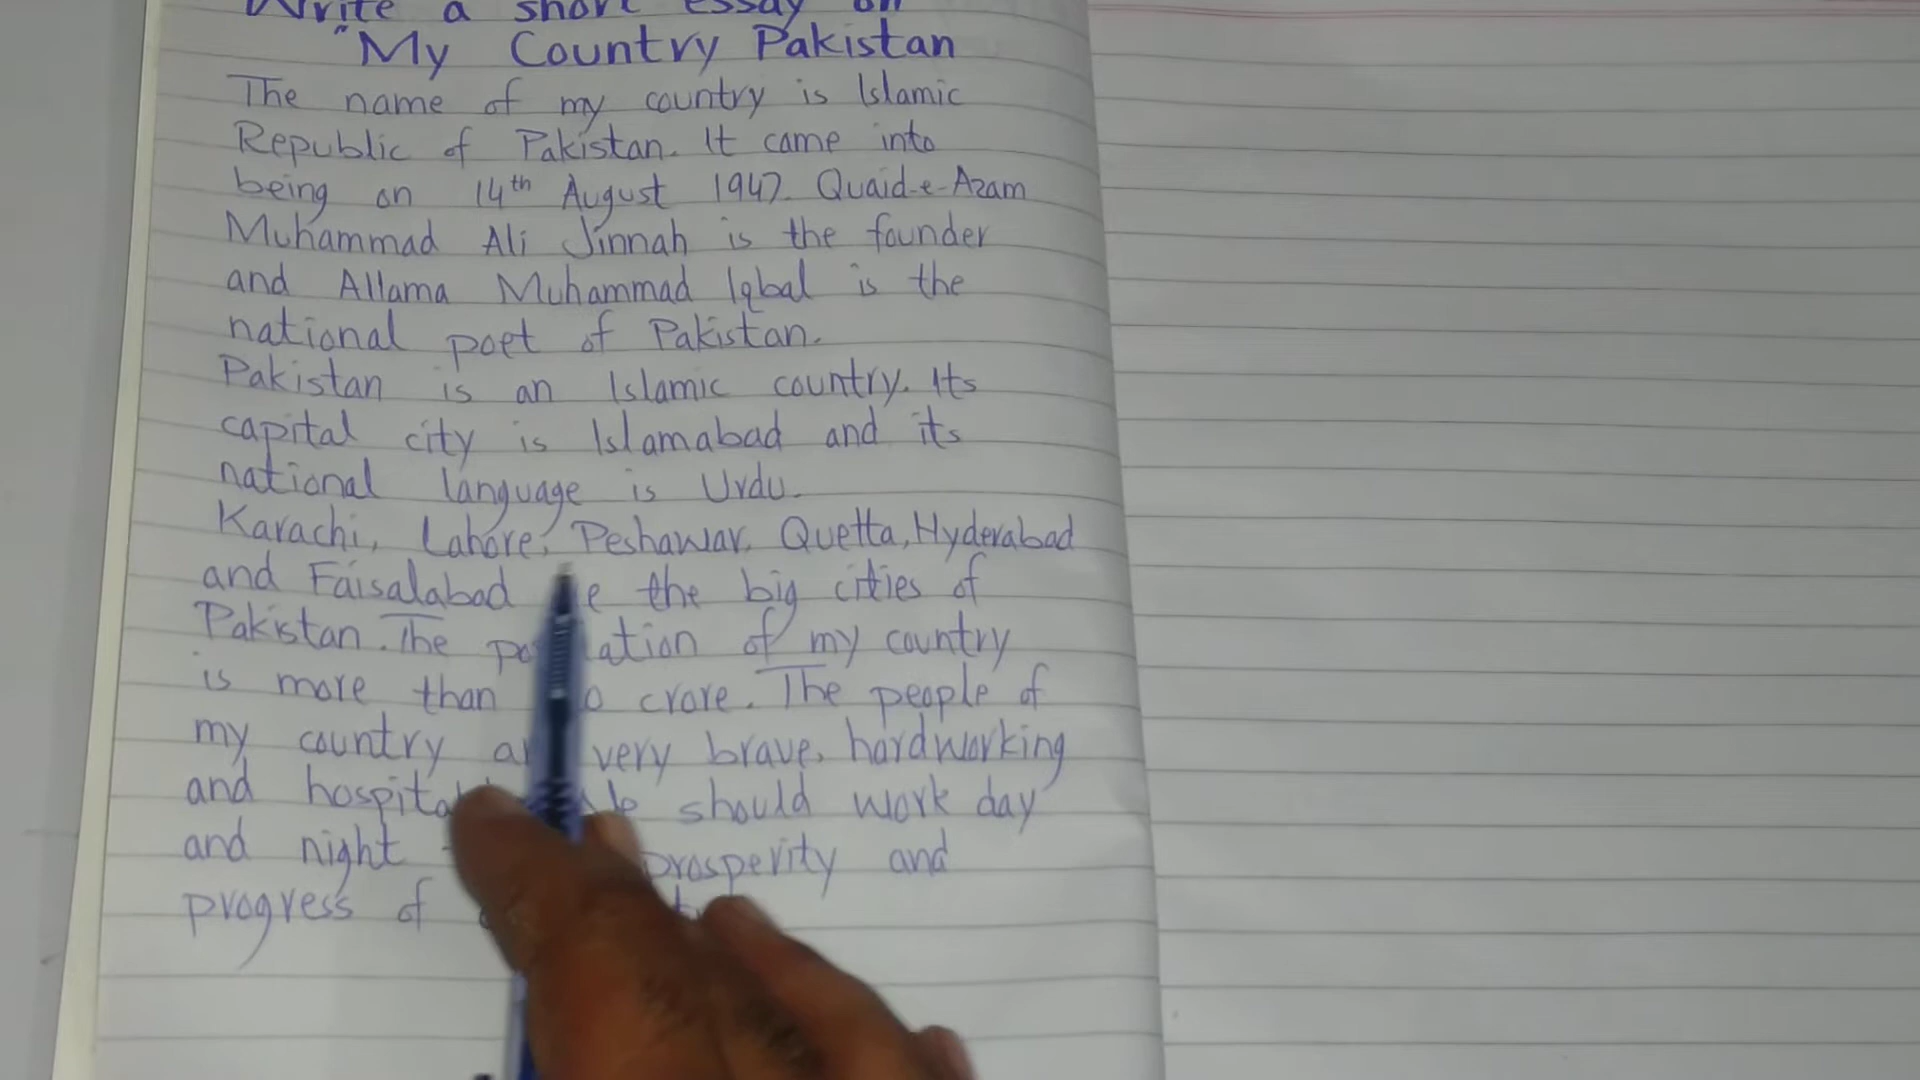 Write a short essay on
"My Country Pakistan
The name of my country is Islamic
Republic of Pakistan. It came into
being on 14th August 1947. Quaid-e-Azam
Muhammad Ali Jinnah is the founder
and Allama Muhammad Iqbal is the
national poet of Pakistan.
Pakistan is an Islamic country. Its
capital city is Islamabad and its
national language is Urdu.
Karachi, Lahore, Peshawar, Quetta, Hyderabad
and Faisalabad the big cities of
Pakistan. The of my country
is more than crore. The people of
my country very brave, hardworking
and should work day
and night prosperity and
progress of